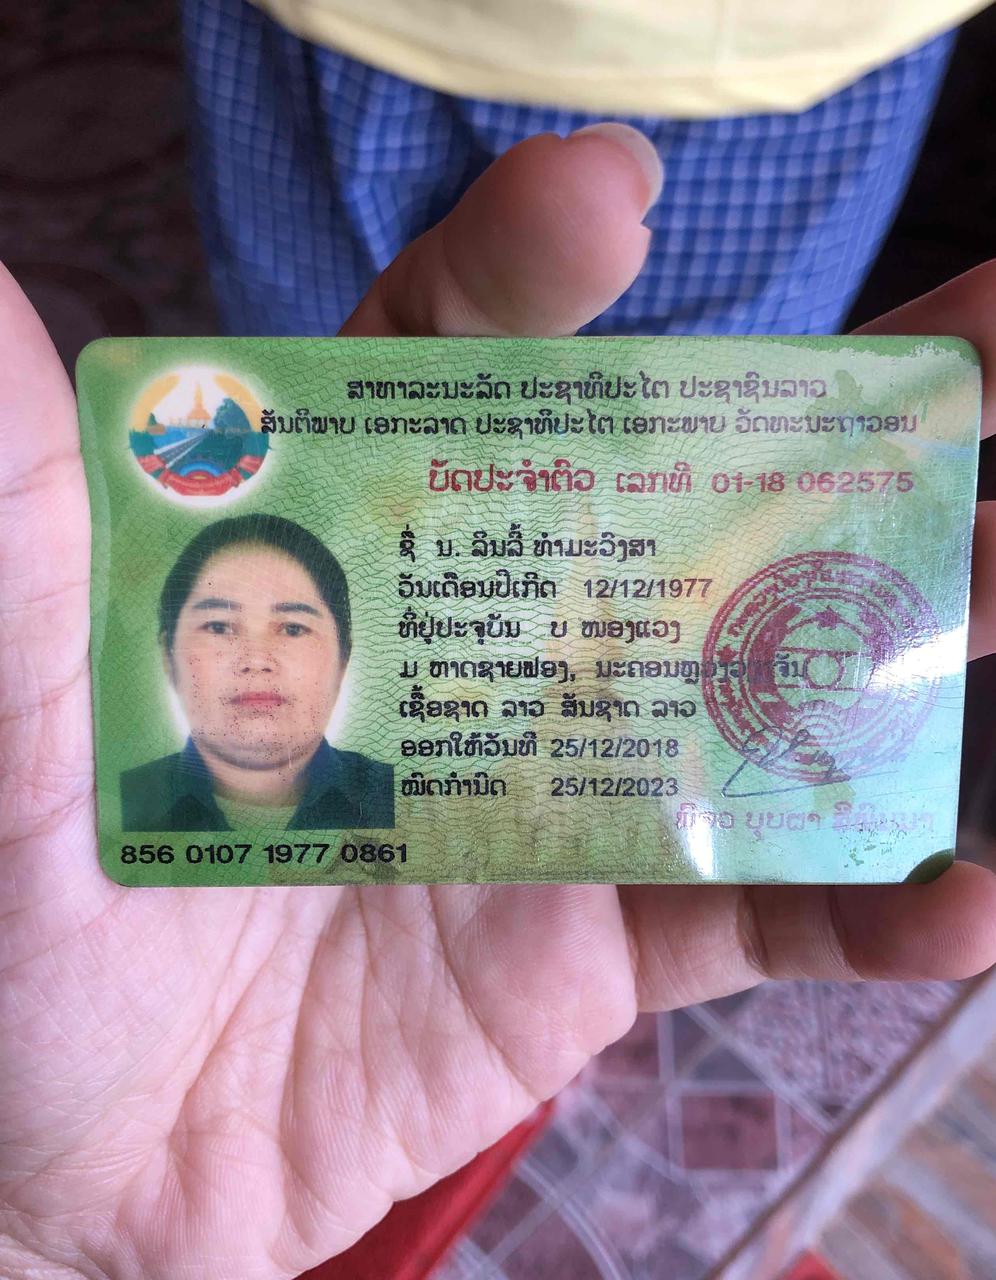 ສາທາລະນະລັດ ປະຊາທິປະໄຕ ປະຊາຊົນລາວ
ສັນຕິພາບ ເອກະລາດ ປະຊາທິປະໄຕ ເອກະພາບ ວັດທະນະຖາວອນ
ບັດປະຈຳຕົວ ເລກທີ 01-18 062575
ຊື່ ນ. ລິນລີ້ ທຳມະວົງສາ
ວັນເດືອນປີເກີດ 12/12/1977
ທີ່ຢູ່ປະຈຸບັນ ບ ໜອງແວງ
ມ ຫາດຊາຍຟອງ, ນະຄອນຫຼວງວຽງຈັນ
ເຊື້ອຊາດ ລາວ ສັນຊາດ ລາວ
ອອກໃຫ້ວັນທີ 25/12/2018
ໝົດກຳນົດ 25/12/2023
ບຸບຜາ
856 0107 1977 0861